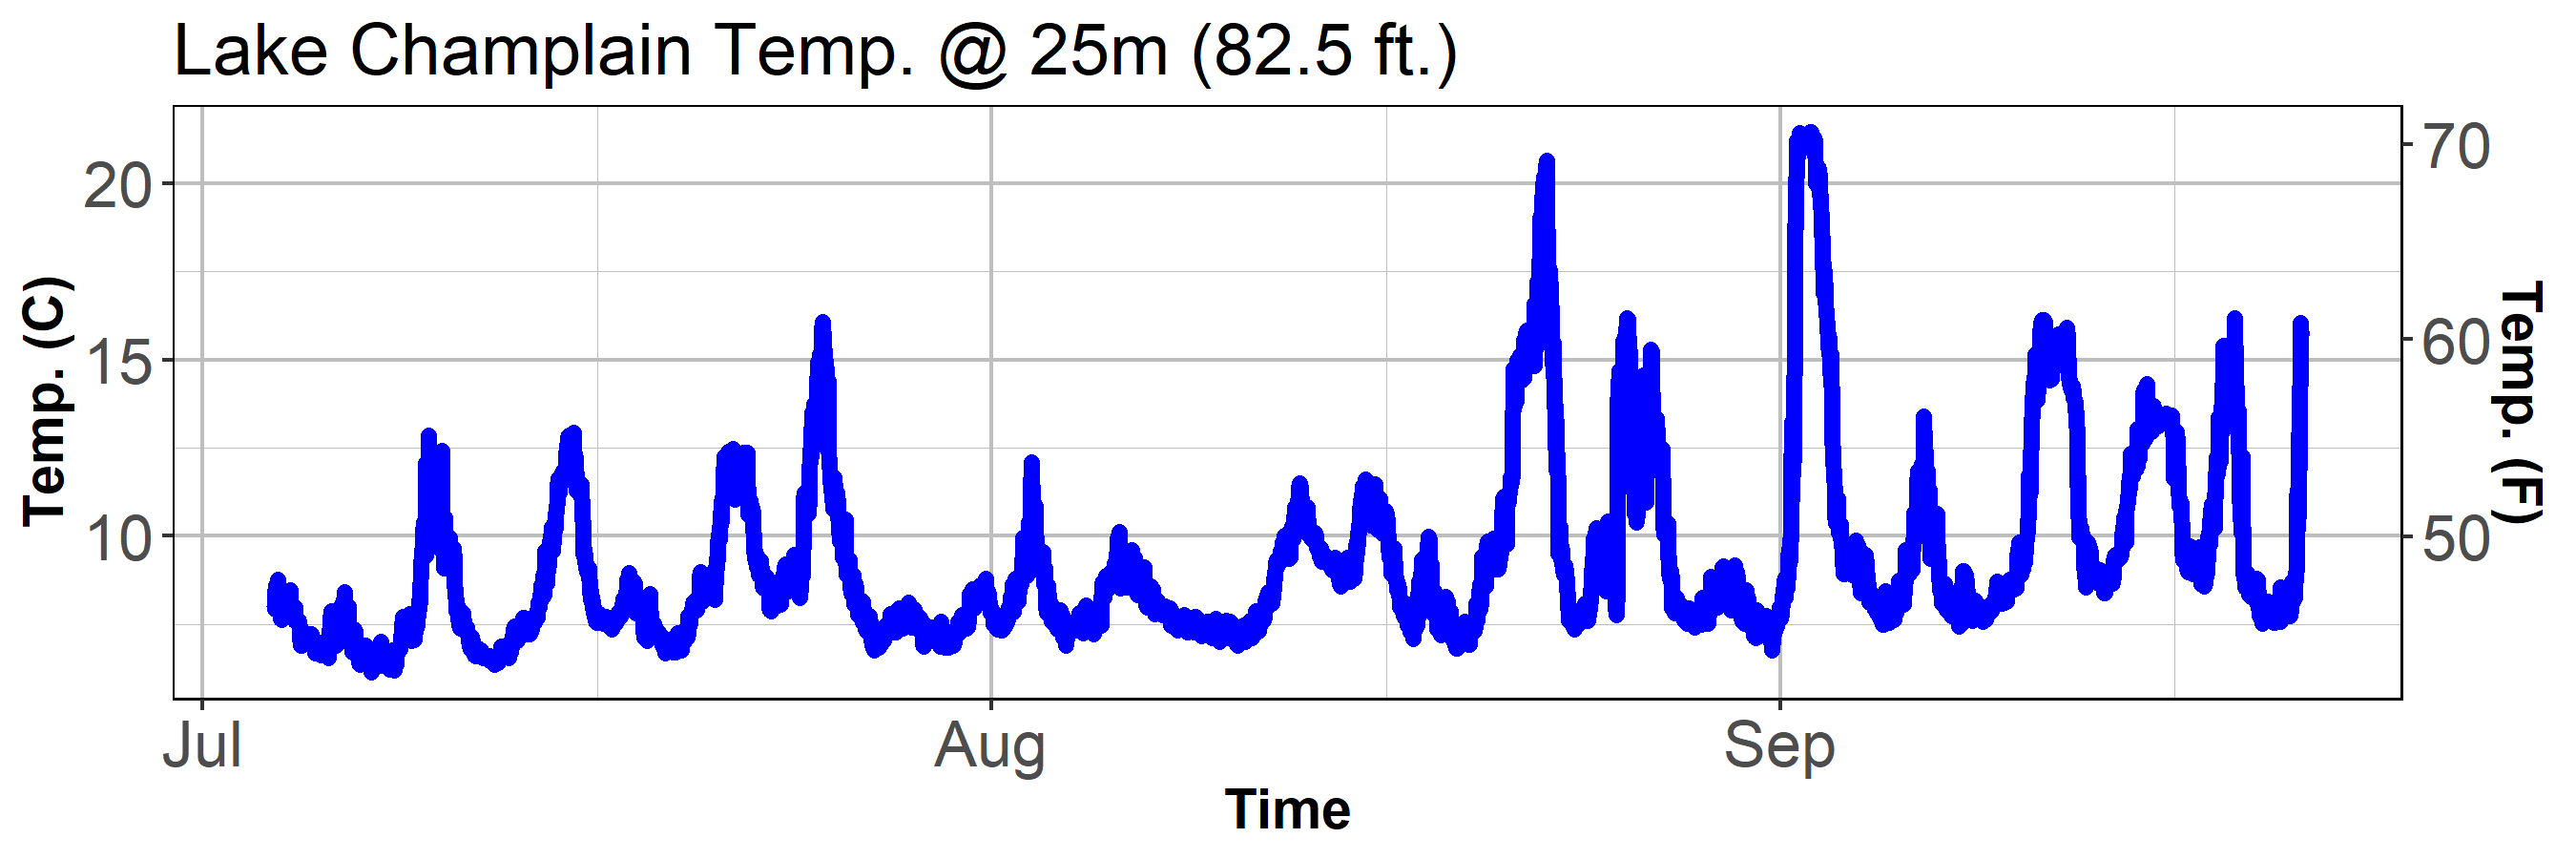 Lake Champlain Temp. @ 25m (82.5 ft.)
Temp. (C)
20
15
10
70
60
50
Temp. (F)
Jul Aug Sep
Time